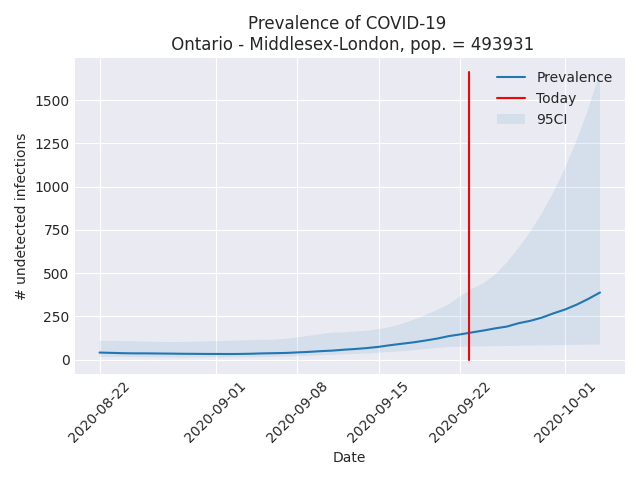 Prevalence of COVID-19
Ontario - Middlesex-London, pop. = 493931
Prevalence
Today
95CI
1500
1250
1000
750
500
250
0
# undetected infections
2020-08-22
2020-09-01
2020-09-08
2020-09-15
2020-09-22
2020-10-01
Date